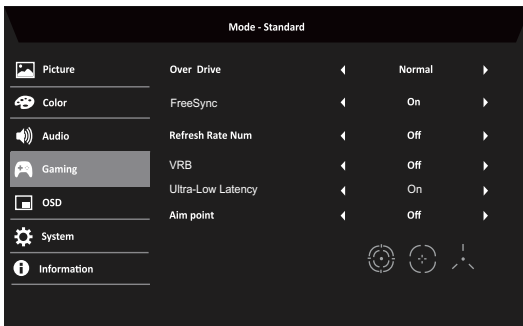 Mode - Standard
Picture
Over Drive Normal
Color
FreeSync On
Audio
Refresh Rate Num Off
Gaming
VRB Off
Ultra-Low Latency On
OSD
Aim point Off
System
Information